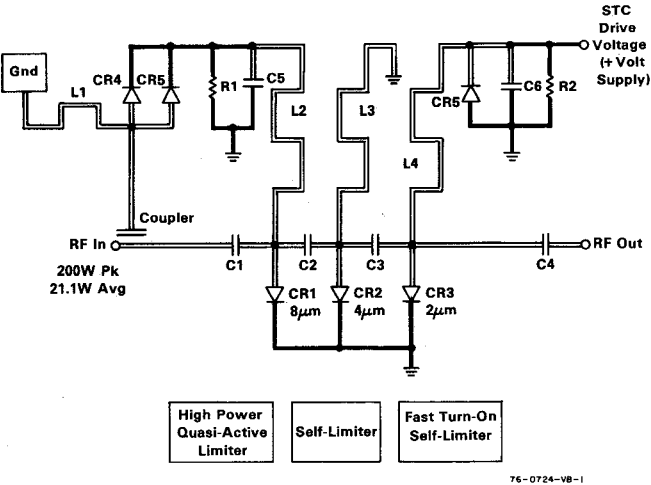 STC
Drive
Voltage
(+ Volt
Supply)
Gnd
L1
CR4
CR5
R1
C5
L2
L3
L4
CR5
C6
R2
Coupler
RF In
200W Pk
21.1W Avg
C1
C2
C3
C4
RF Out
CR1
8μm
CR2
4μm
CR3
2μm
High Power
Quasi-Active
Limiter
Self-Limiter
Fast Turn-On
Self-Limiter
76-0724-VB-1